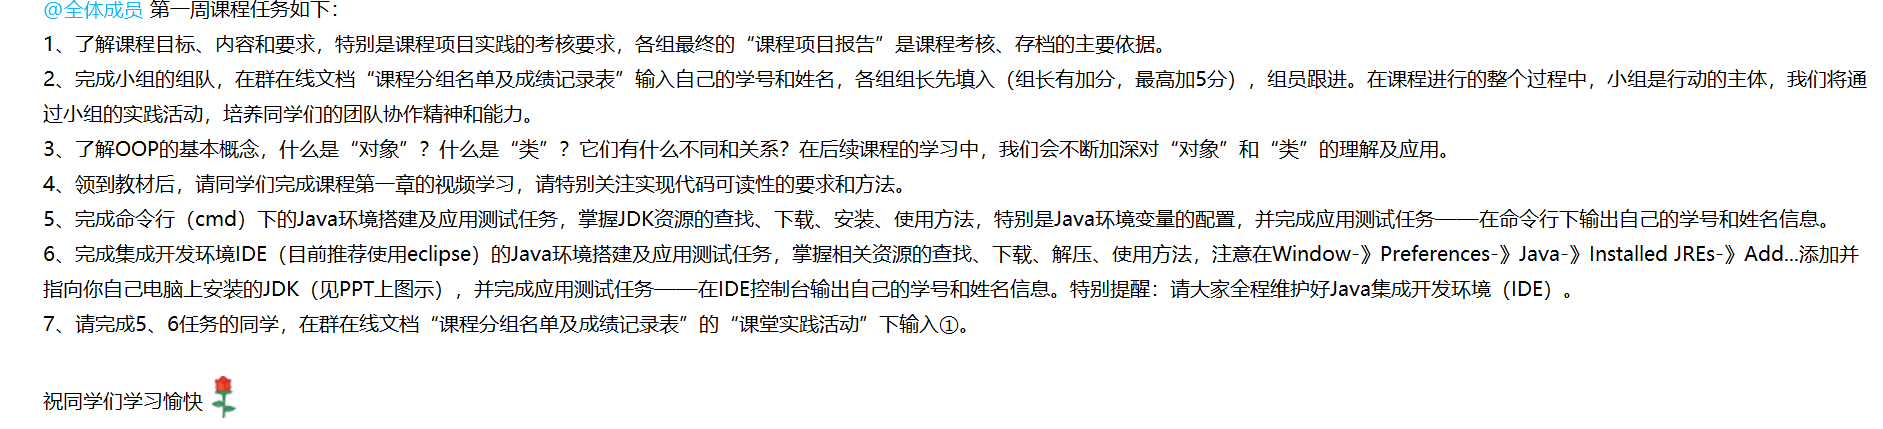 @全体成员 第一周课程任务如下：
1、了解课程目标、内容和要求，特别是课程项目实践的考核要求，各组最终的“课程项目报告”是课程考核、存档的主要依据。
2、完成小组的组队，在群在线文档“课程分组名单及成绩记录表”输入自己的学号和姓名，各组组长先填入（组长有加分，最高加5分），组员跟进。在课程进行的整个过程中，小组是行动的主体，我们将通
过小组的实践活动，培养同学们的团队协作精神和能力。
3、了解OOP的基本概念，什么是“对象”？什么是“类”？它们有什么不同和关系？在后续课程的学习中，我们会不断加深对“对象”和“类”的理解及应用。
4、领到教材后，请同学们完成课程第一章的视频学习，请特别关注实现代码可读性的要求和方法。
5、完成命令行（cmd）下的Java环境搭建及应用测试任务，掌握JDK资源的查找、下载、安装、使用方法，特别是Java环境变量的配置，并完成应用测试任务——在命令行下输出自己的学号和姓名信息。
6、完成集成开发环境IDE（目前推荐使用eclipse）的Java环境搭建及应用测试任务，掌握相关资源的查找、下载、解压、使用方法，注意在Window-》Preferences-》Java-》Installed JREs-》Add...添加并
指向你自己电脑上安装的JDK（见PPT上图示），并完成应用测试任务——在IDE控制台输出自己的学号和姓名信息。特别提醒：请大家全程维护好Java集成开发环境（IDE）。
7、请完成5、6任务的同学，在群在线文档“课程分组名单及成绩记录表”的“课堂实践活动”下输入①。
祝同学们学习愉快